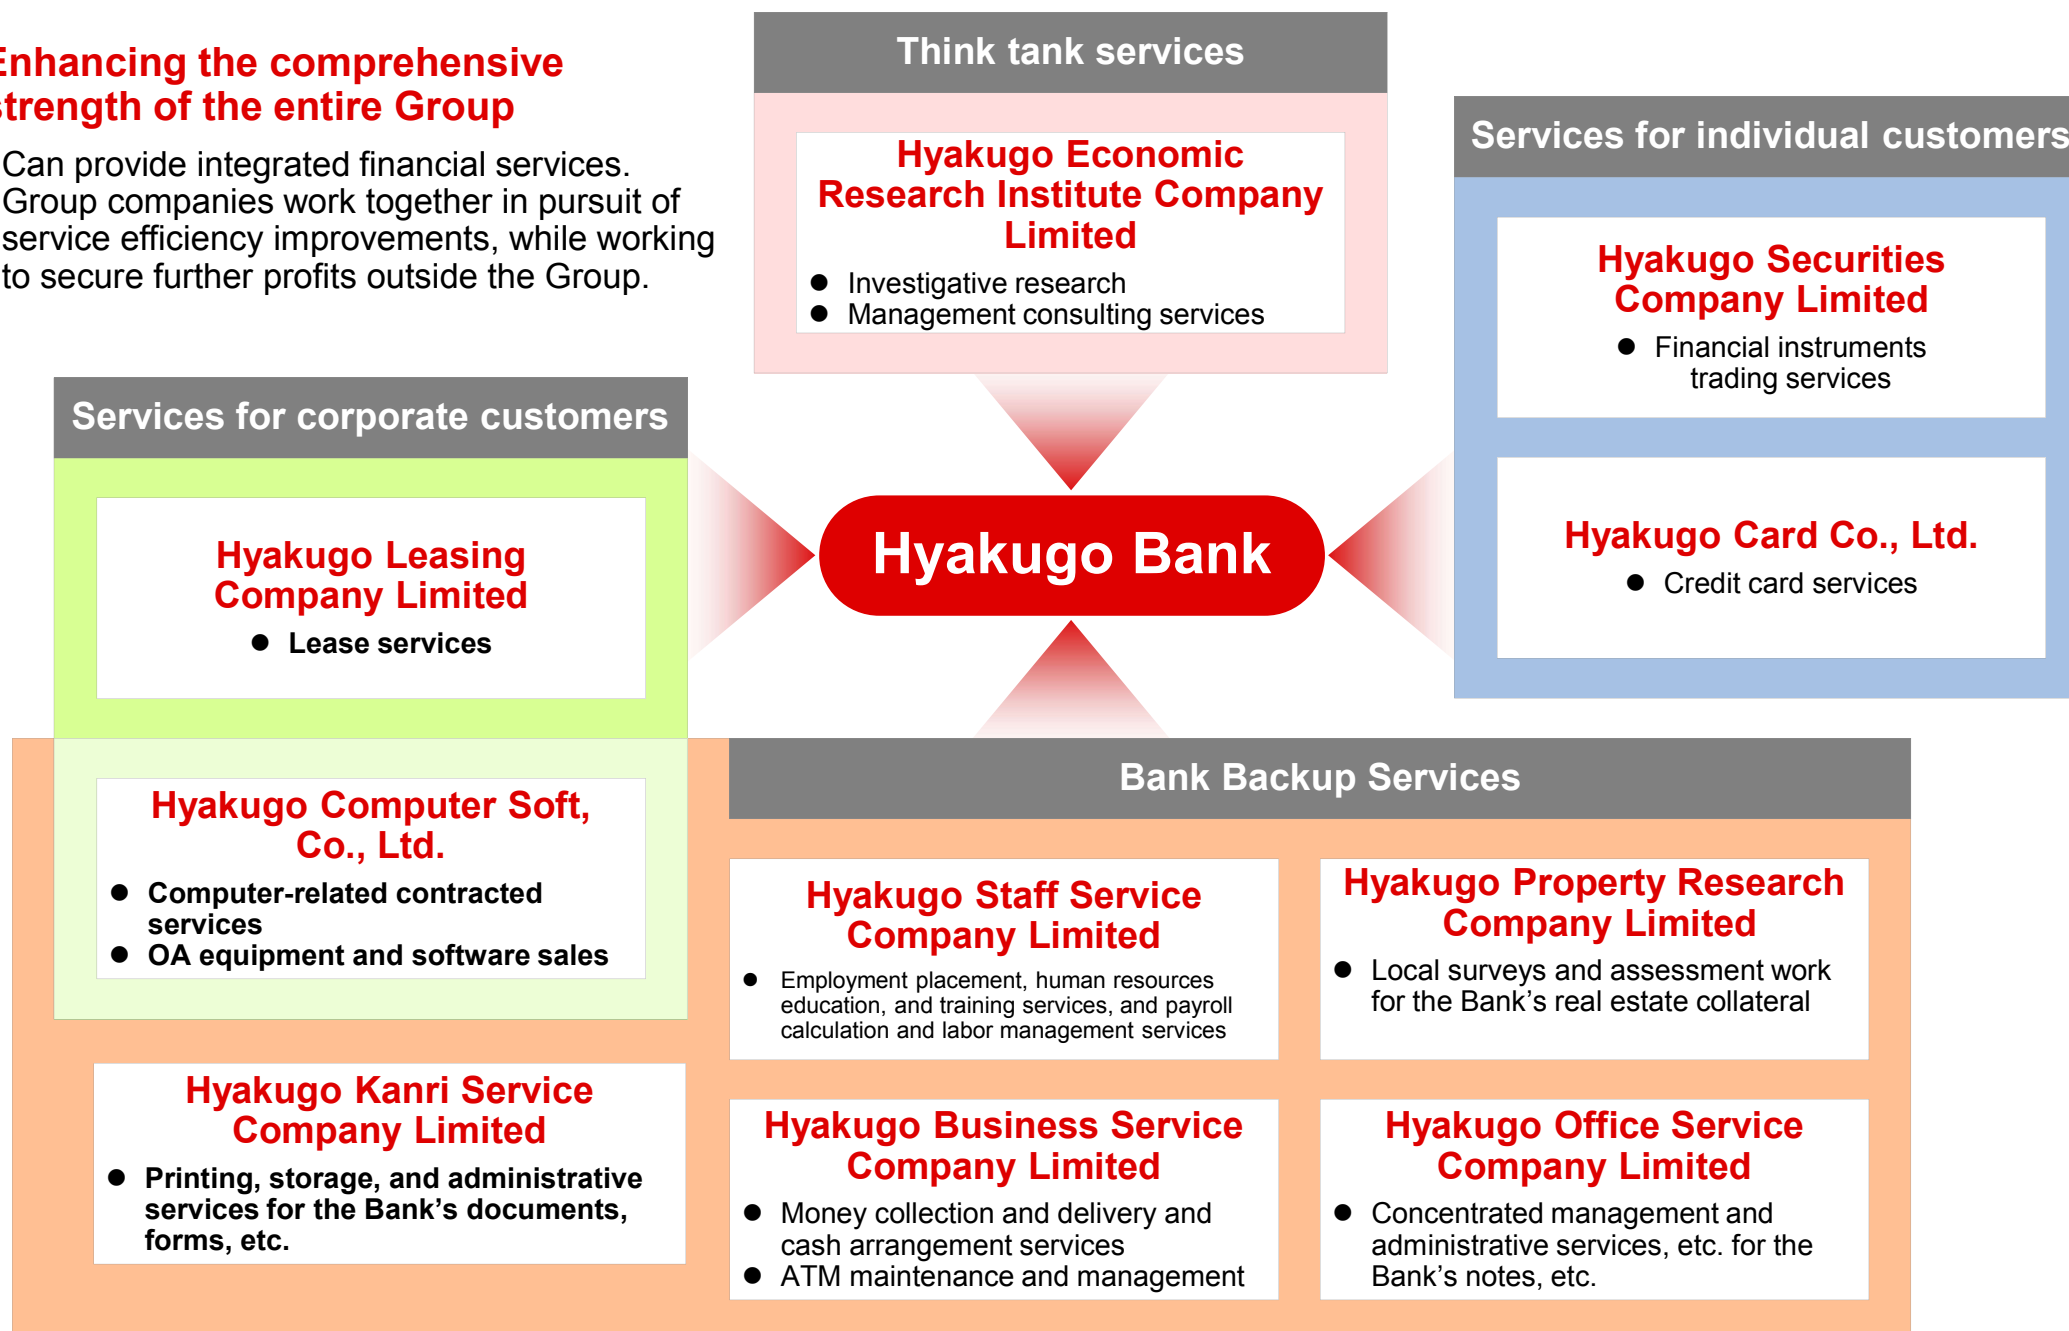 Enhancing the comprehensive
strength of the entire Group
Can provide integrated financial services.
Group companies work together in pursuit of
service efficiency improvements, while working
to secure further profits outside the Group.
Think tank services
Hyakugo Economic
Research Institute Company
Limited
● Investigative research
● Management consulting services
Services for individual customers
Hyakugo Securities
Company Limited
● Financial instruments
trading services
Hyakugo Card Co., Ltd.
● Credit card services
Services for corporate customers
Hyakugo Leasing
Company Limited
● Lease services
Hyakugo Bank
Hyakugo Computer Soft,
Co., Ltd.
● Computer-related contracted
services
● OA equipment and software sales
Hyakugo Kanri Service
Company Limited
● Printing, storage, and administrative
services for the Bank’s documents,
forms, etc.
Bank Backup Services
Hyakugo Staff Service
Company Limited
● Employment placement, human resources
education, and training services, and payroll
calculation and labor management services
Hyakugo Property Research
Company Limited
● Local surveys and assessment work
for the Bank’s real estate collateral
Hyakugo Business Service
Company Limited
● Money collection and delivery and
cash arrangement services
● ATM maintenance and management
Hyakugo Office Service
Company Limited
● Concentrated management and
administrative services, etc. for the
Bank’s notes, etc.